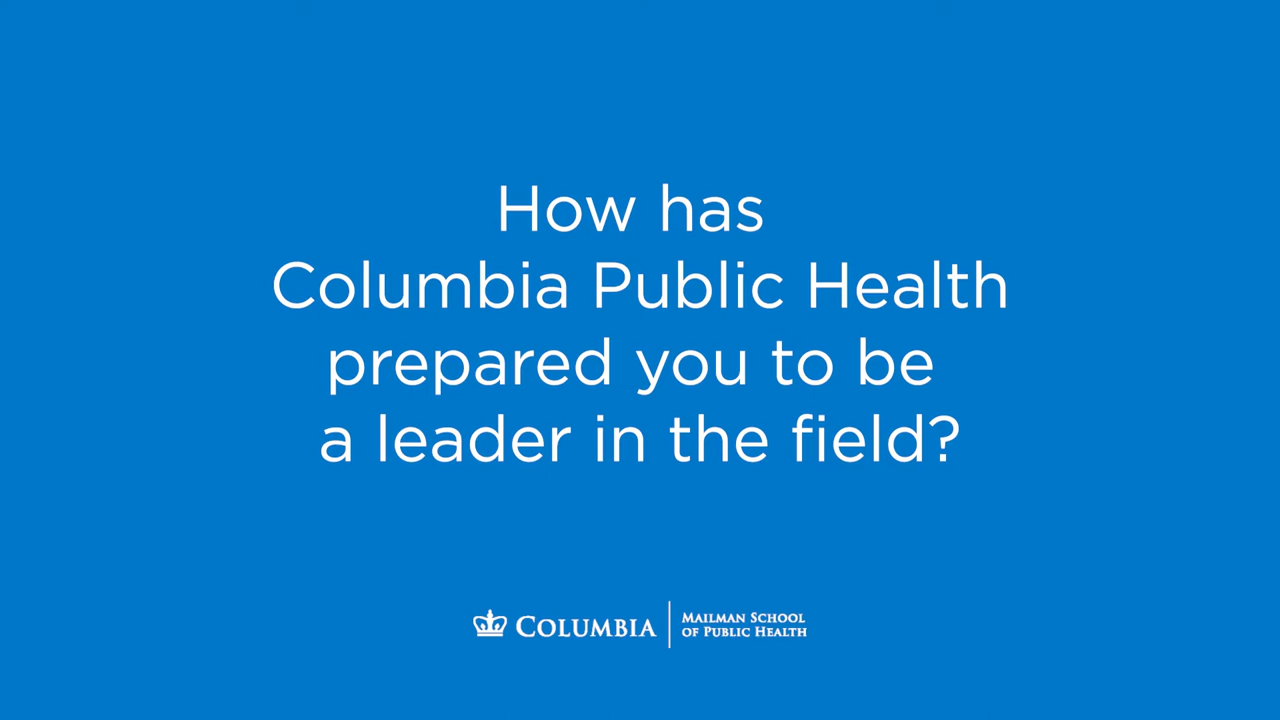 How has
Columbia Public Health
prepared you to be
a leader in the field?
COLUMBIA
MAILMAN SCHOOL
OF PUBLIC HEALTH